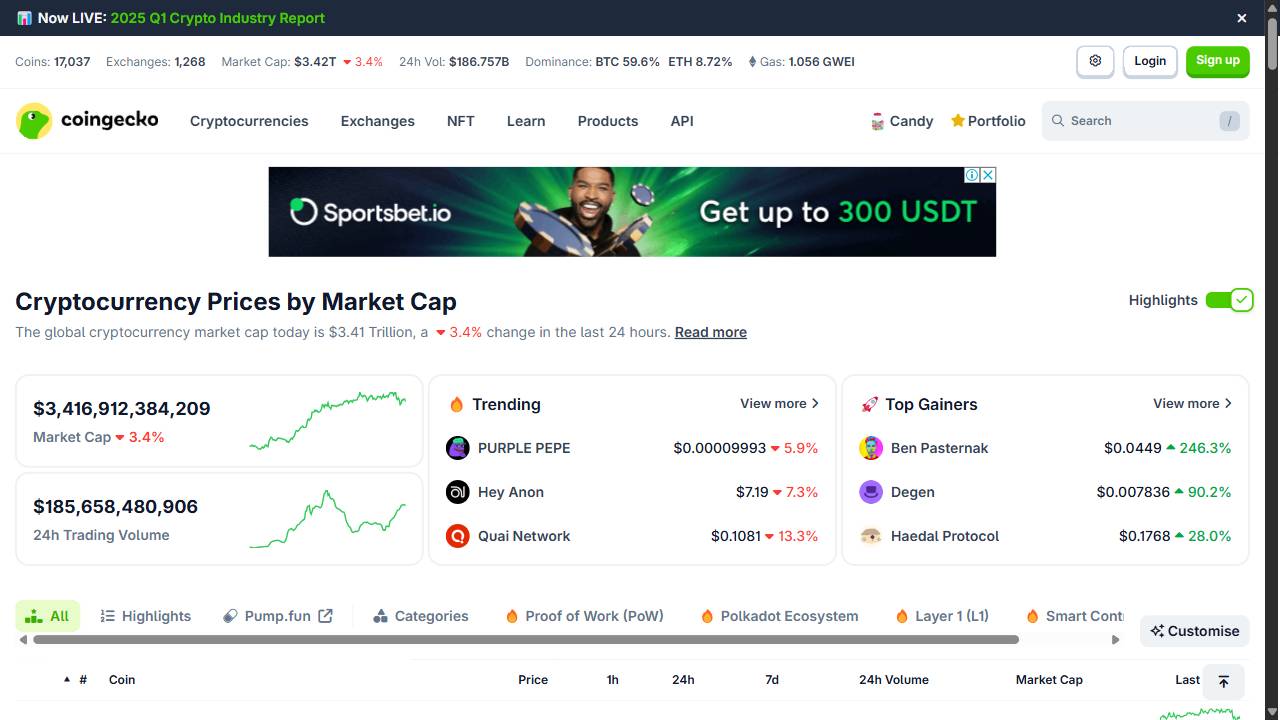 Now LIVE: 2025 Q1 Crypto Industry Report
Coins: 17,037 Exchanges: 1,268 Market Cap: $3.42T 3.4% 24h Vol: $186.757B Dominance: BTC 59.6% ETH 8.72% Gas: 1.056 GWEI Login Sign up
coingecko Cryptocurrencies Exchanges NFT Learn Products API Candy Portfolio Search /
Sportsbet.io Get up to 300 USDT
Cryptocurrency Prices by Market Cap Highlights
The global cryptocurrency market cap today is $3.41 Trillion, a 3.4% change in the last 24 hours. Read more
$3,416,912,384,209
Market Cap 3.4%
$185,658,480,906
24h Trading Volume
Trending View more
PURPLE PEPE $0.00009993 5.9%
Hey Anon $7.19 7.3%
Quai Network $0.1081 13.3%
Top Gainers View more
Ben Pasternak $0.0449 246.3%
Degen $0.007836 90.2%
Haedal Protocol $0.1768 28.0%
All Highlights Pump.fun Categories Proof of Work (PoW) Polkadot Ecosystem Layer 1 (L1) Smart Cont
Customise
# Coin Price 1h 24h 7d 24h Volume Market Cap Last